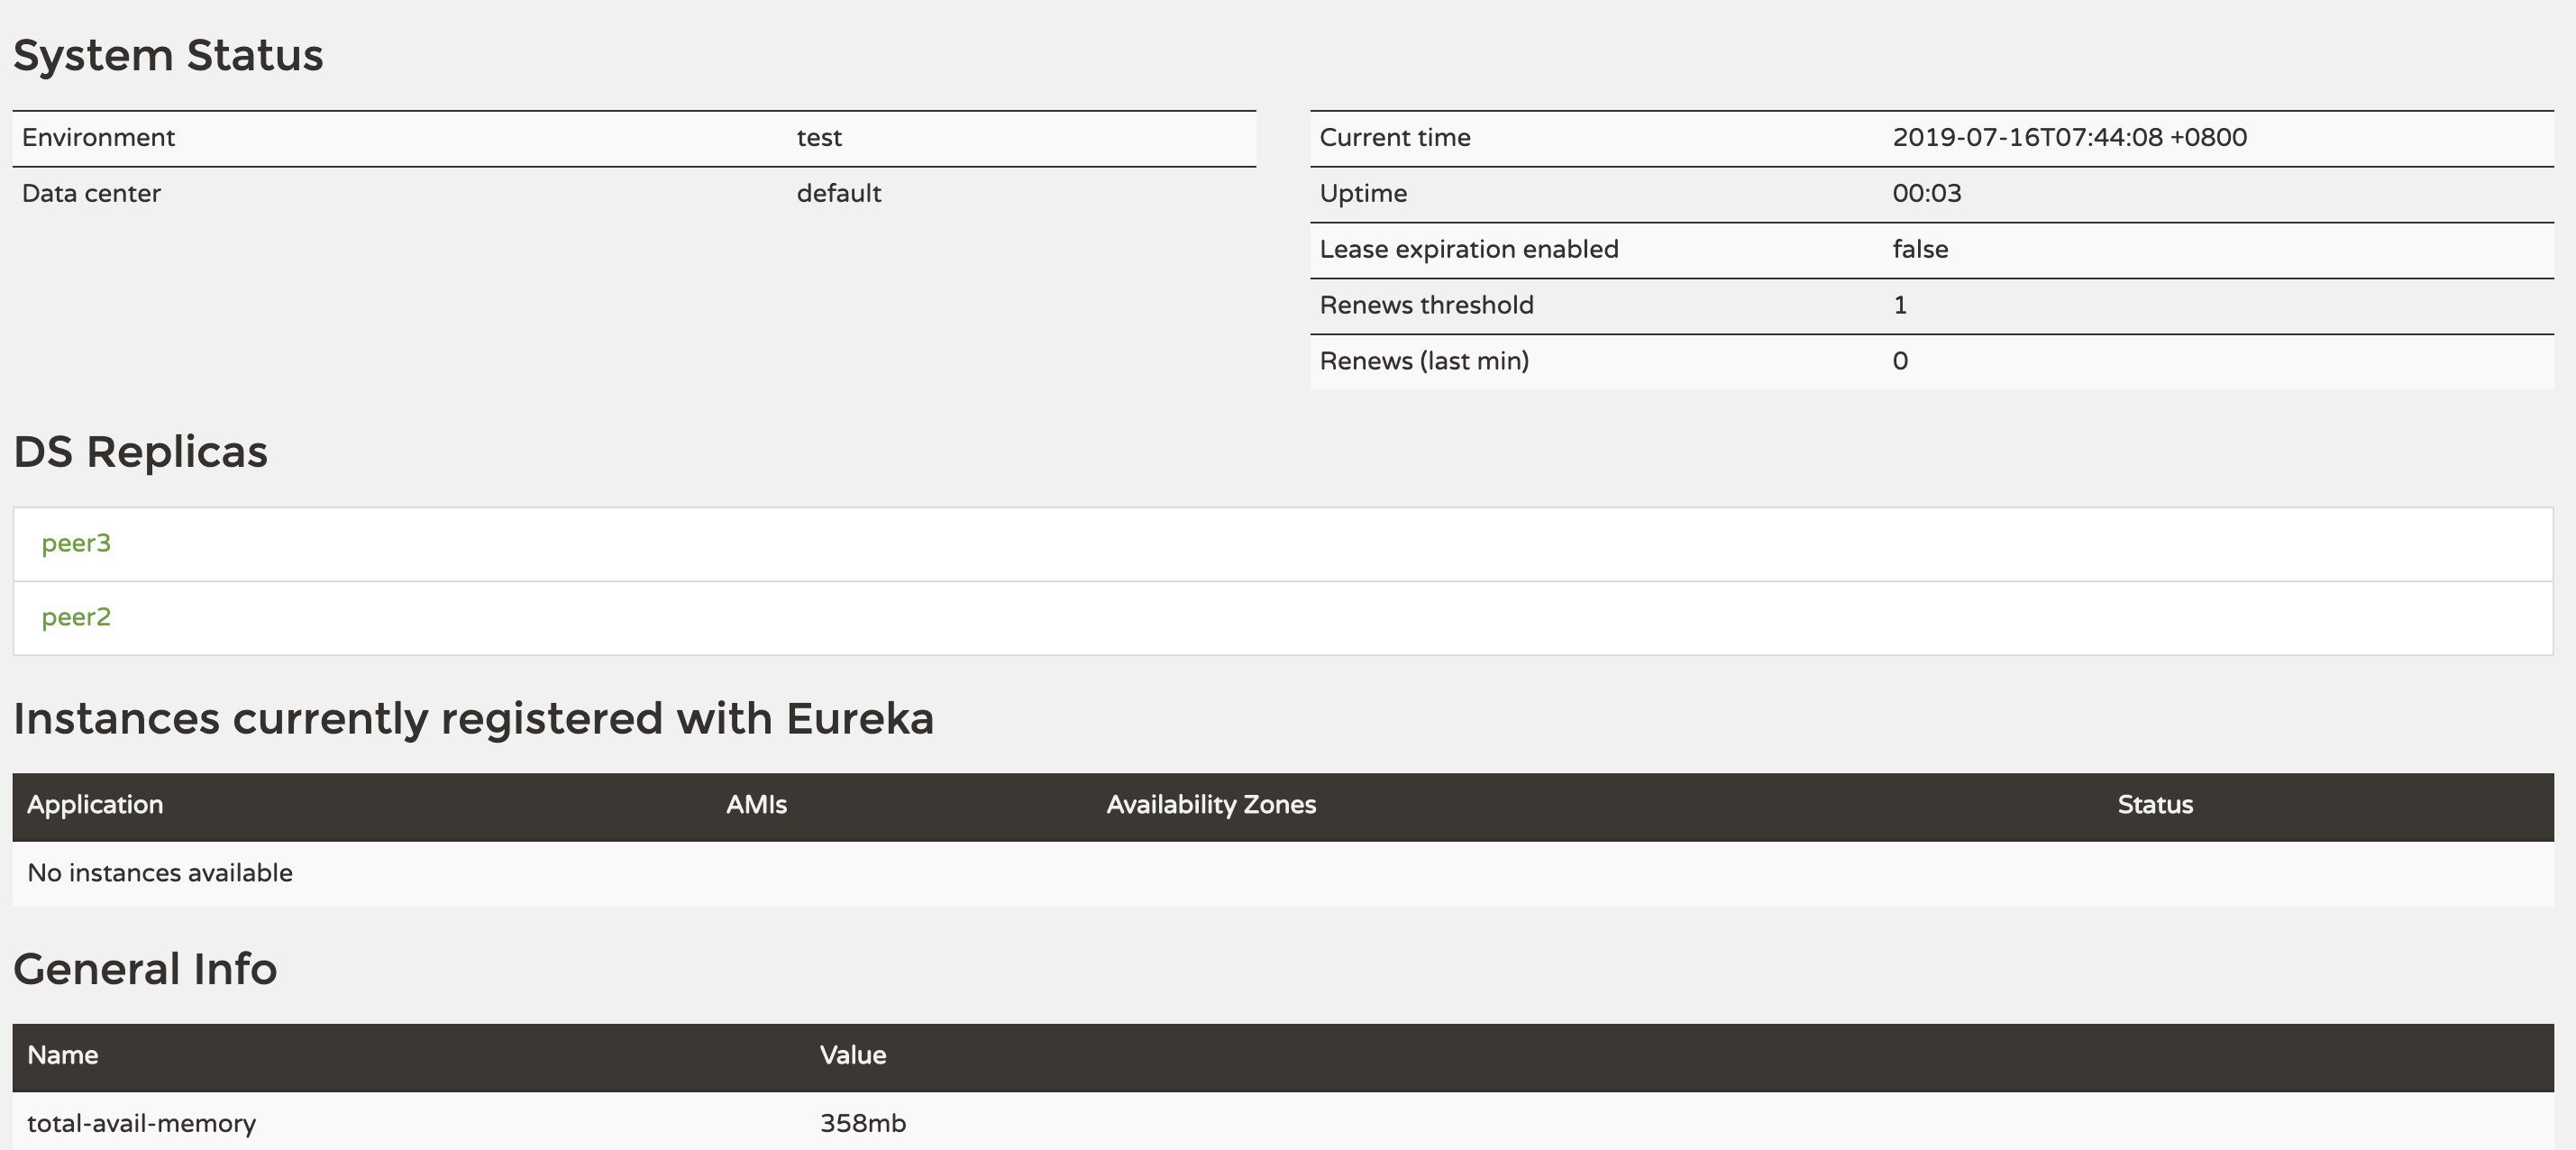 System Status
Environment test
Data center default
Current time 2019-07-16T07:44:08 +0800
Uptime 00:03
Lease expiration enabled false
Renews threshold 1
Renews (last min) 0
DS Replicas
peer3
peer2
Instances currently registered with Eureka
Application AMIs Availability Zones Status
No instances available
General Info
Name Value
total-avail-memory 358mb